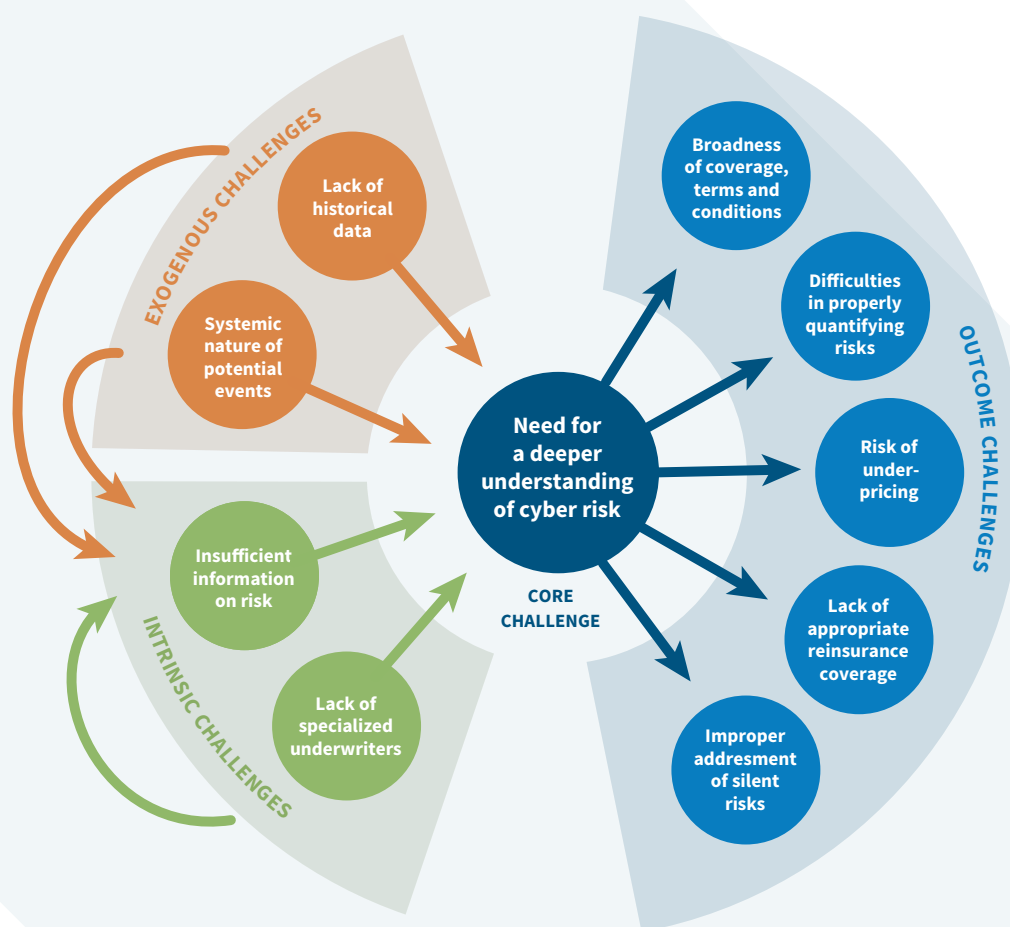 EXOGENOUS CHALLENGES
Lack of
historical
data
Systemic
nature of
potential
events
Insufficient
information
on risk
INTRINSIC CHALLENGES
Lack of
specialized
underwriters
Need for
a deeper
understanding
of cyber risk
CORE
CHALLENGE
Broadness
of coverage,
terms and
conditions
Difficulties
in properly
quantifying
risks
Risk of
under-
pricing
Lack of
appropriate
reinsurance
coverage
Improper
addresment
of silent
risks
OUTCOME CHALLENGES